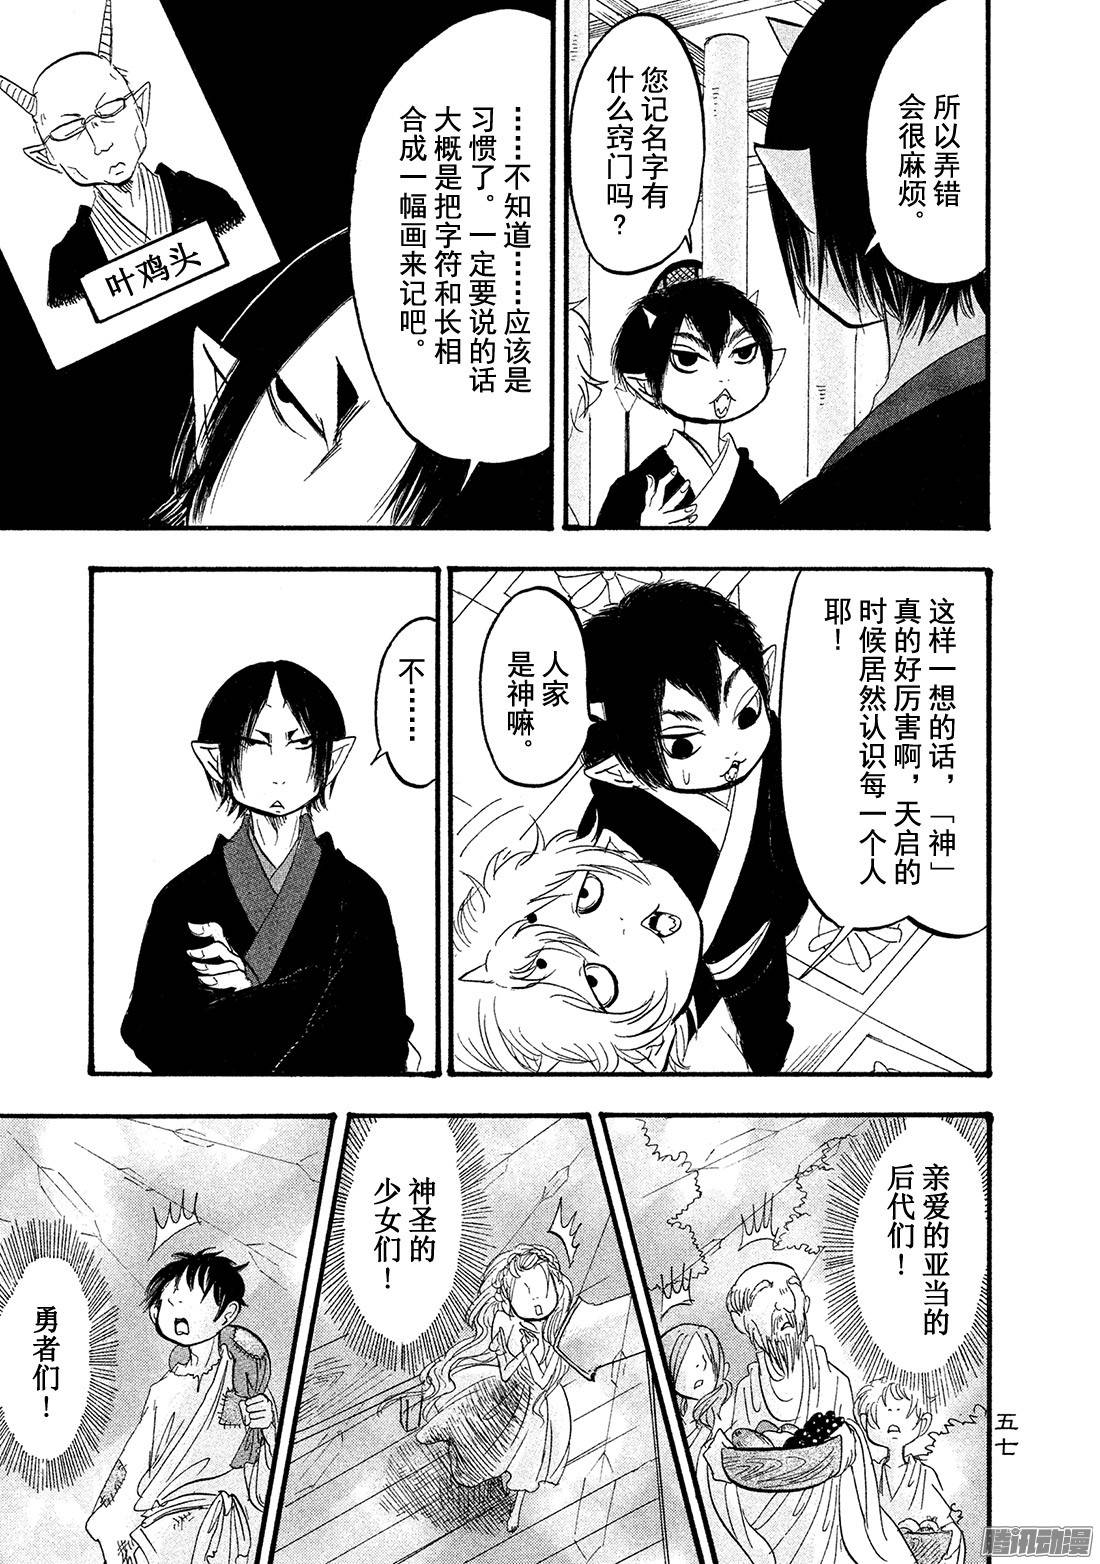 所以弄错
会很麻烦。
您记名字有
什么窍门吗？
……不知道……应该是
习惯了。一定要说的话
大概是把字符和长相
合成一幅画来记吧。
叶鸡头
这样一想的话，「神」
真的好厉害啊，天启的
时候居然认识每一个人
耶！
人家
是神嘛。
不……
亲爱的亚当的
后代们！
神圣的
少女们！
勇者们！
五七
腾讯动漫